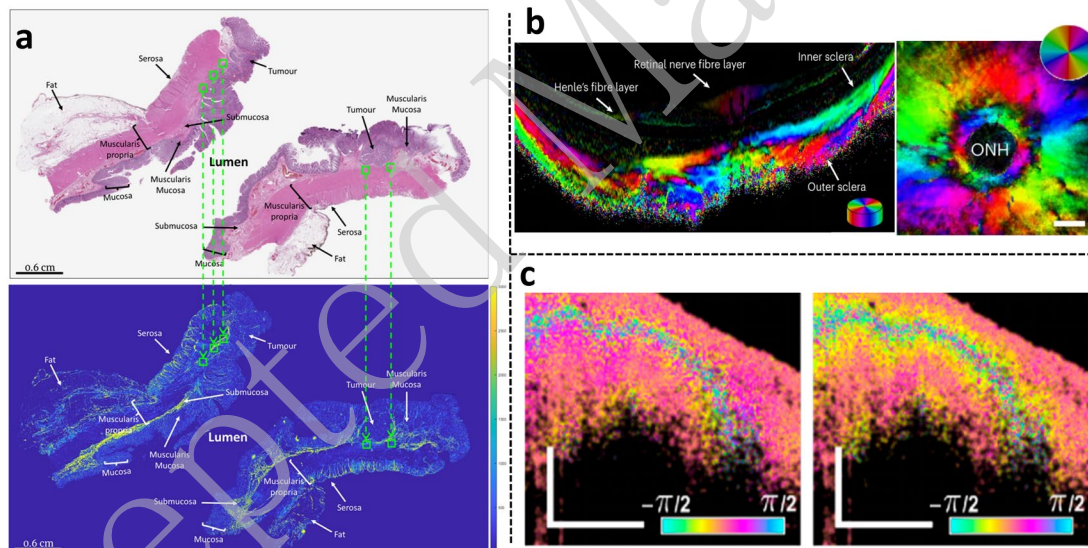 a
Serosa
Tumour
Fat
Muscularis
Mucosa
Tumour
Submucosa
Muscularis
propria
Lumen
Muscularis
Mucosa
Mucosa
Muscularis
propria
Submucosa
Serosa
Mucosa
Fat
0.6 cm
Serosa
Tumour
Fat
Submucosa
Muscularis
Mucosa
Tumour
Muscularis
propria
Lumen
Muscularis
Mucosa
Mucosa
Muscularis
propria
Submucosa
Serosa
Mucosa
Fat
0.6 cm
b
Retinal nerve fibre layer
Inner sclera
Henle's fibre layer
Outer sclera
ONH
c
−π/2 π/2
−π/2 π/2